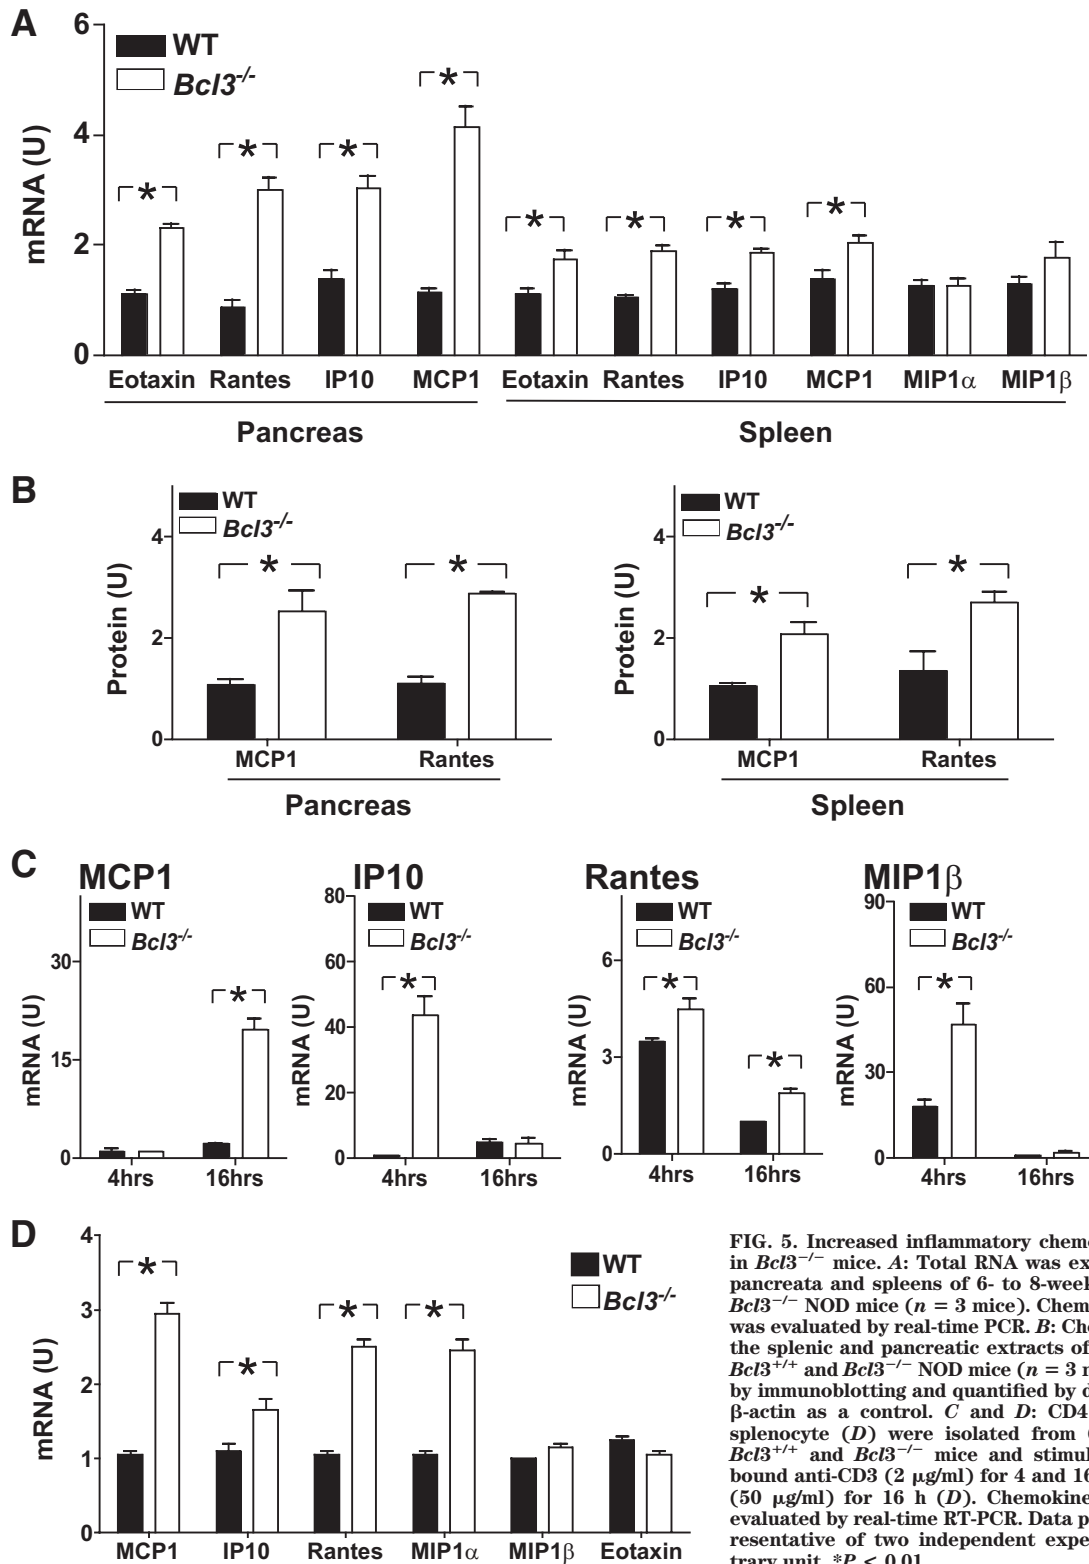 A
6
4
2
0
mRNA (U)
WT
Bcl3-/-
* * * * * * * *
Eotaxin Rantes IP10 MCP1 Eotaxin Rantes IP10 MCP1 MIP1α MIP1β
Pancreas Spleen
B
WT
Bcl3-/-
4
2
0
Protein (U)
* *
MCP1 Rantes
Pancreas
WT
Bcl3-/-
4
2
0
Protein (U)
* *
MCP1 Rantes
Spleen
C
MCP1
WT
Bcl3-/-
30
15
0
mRNA (U)
*
4hrs 16hrs
IP10
WT
Bcl3-/-
80
60
40
20
0
mRNA (U)
*
4hrs 16hrs
Rantes
WT
Bcl3-/-
6
3
0
mRNA (U)
* *
4hrs 16hrs
MIP1β
WT
Bcl3-/-
90
60
30
0
mRNA (U)
*
4hrs 16hrs
D
4
3
2
1
0
mRNA (U)
WT
Bcl3-/-
* * * *
MCP1 IP10 Rantes MIP1α MIP1β Eotaxin
FIG. 5. Increased inflammatory
in Bcl3−/− mice. A: Total RNA was
pancreata and spleens of 6- to
Bcl3−/− NOD mice (n = 3 mice).
was evaluated by real-time PCR. B:
the splenic and pancreatic extracts of
Bcl3+/+ and Bcl3−/− NOD mice (n = 3
by immunoblotting and quantified by
β-actin as a control. C and D: CD4
splenocyte (D) were isolated from
Bcl3+/+ and Bcl3−/− mice and
bound anti-CD3 (2 μg/ml) for 4 and 16
(50 μg/ml) for 16 h (D). Chemokine
evaluated by real-time RT-PCR. Data
resentative of two independent
trary unit. *P < 0.01